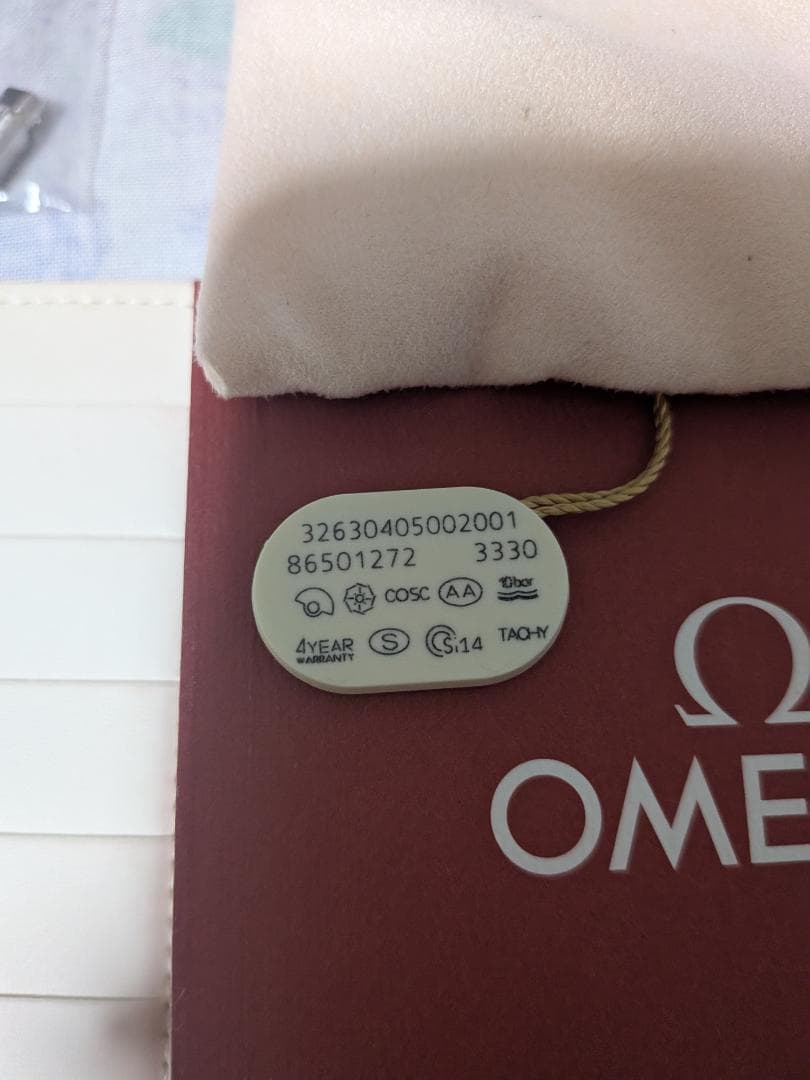 32630405002001
86501272 3330
COSC AA 10bar
4YEAR WARRANTY S Si14 TACHY
Ω
OME